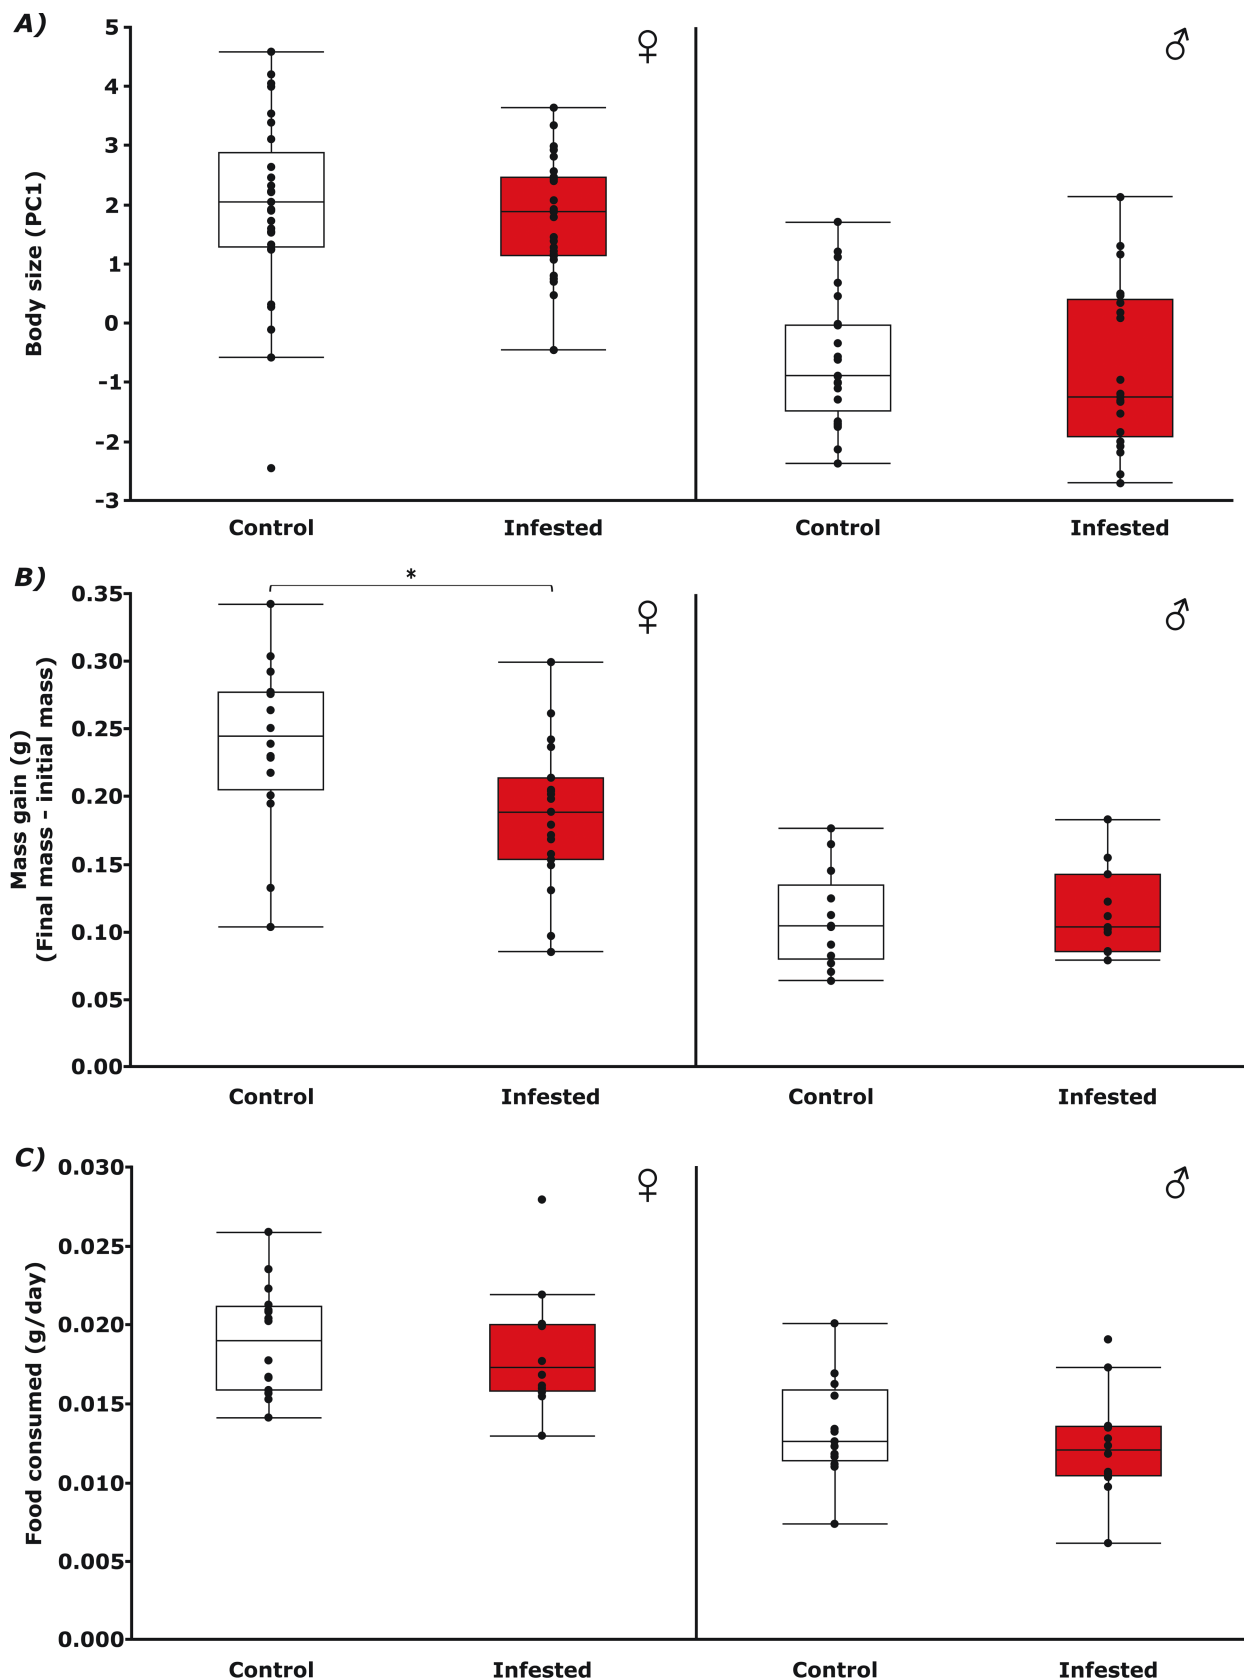 A)
♀
♂
Body size (PC1)
5
4
3
2
1
0
-1
-2
-3
Control
Infested
Control
Infested
B)
*
♀
♂
Mass gain (g)
(Final mass - initial mass)
0.35
0.30
0.25
0.20
0.15
0.10
0.05
0.00
Control
Infested
Control
Infested
C)
♀
♂
Food consumed (g/day)
0.030
0.025
0.020
0.015
0.010
0.005
0.000
Control
Infested
Control
Infested